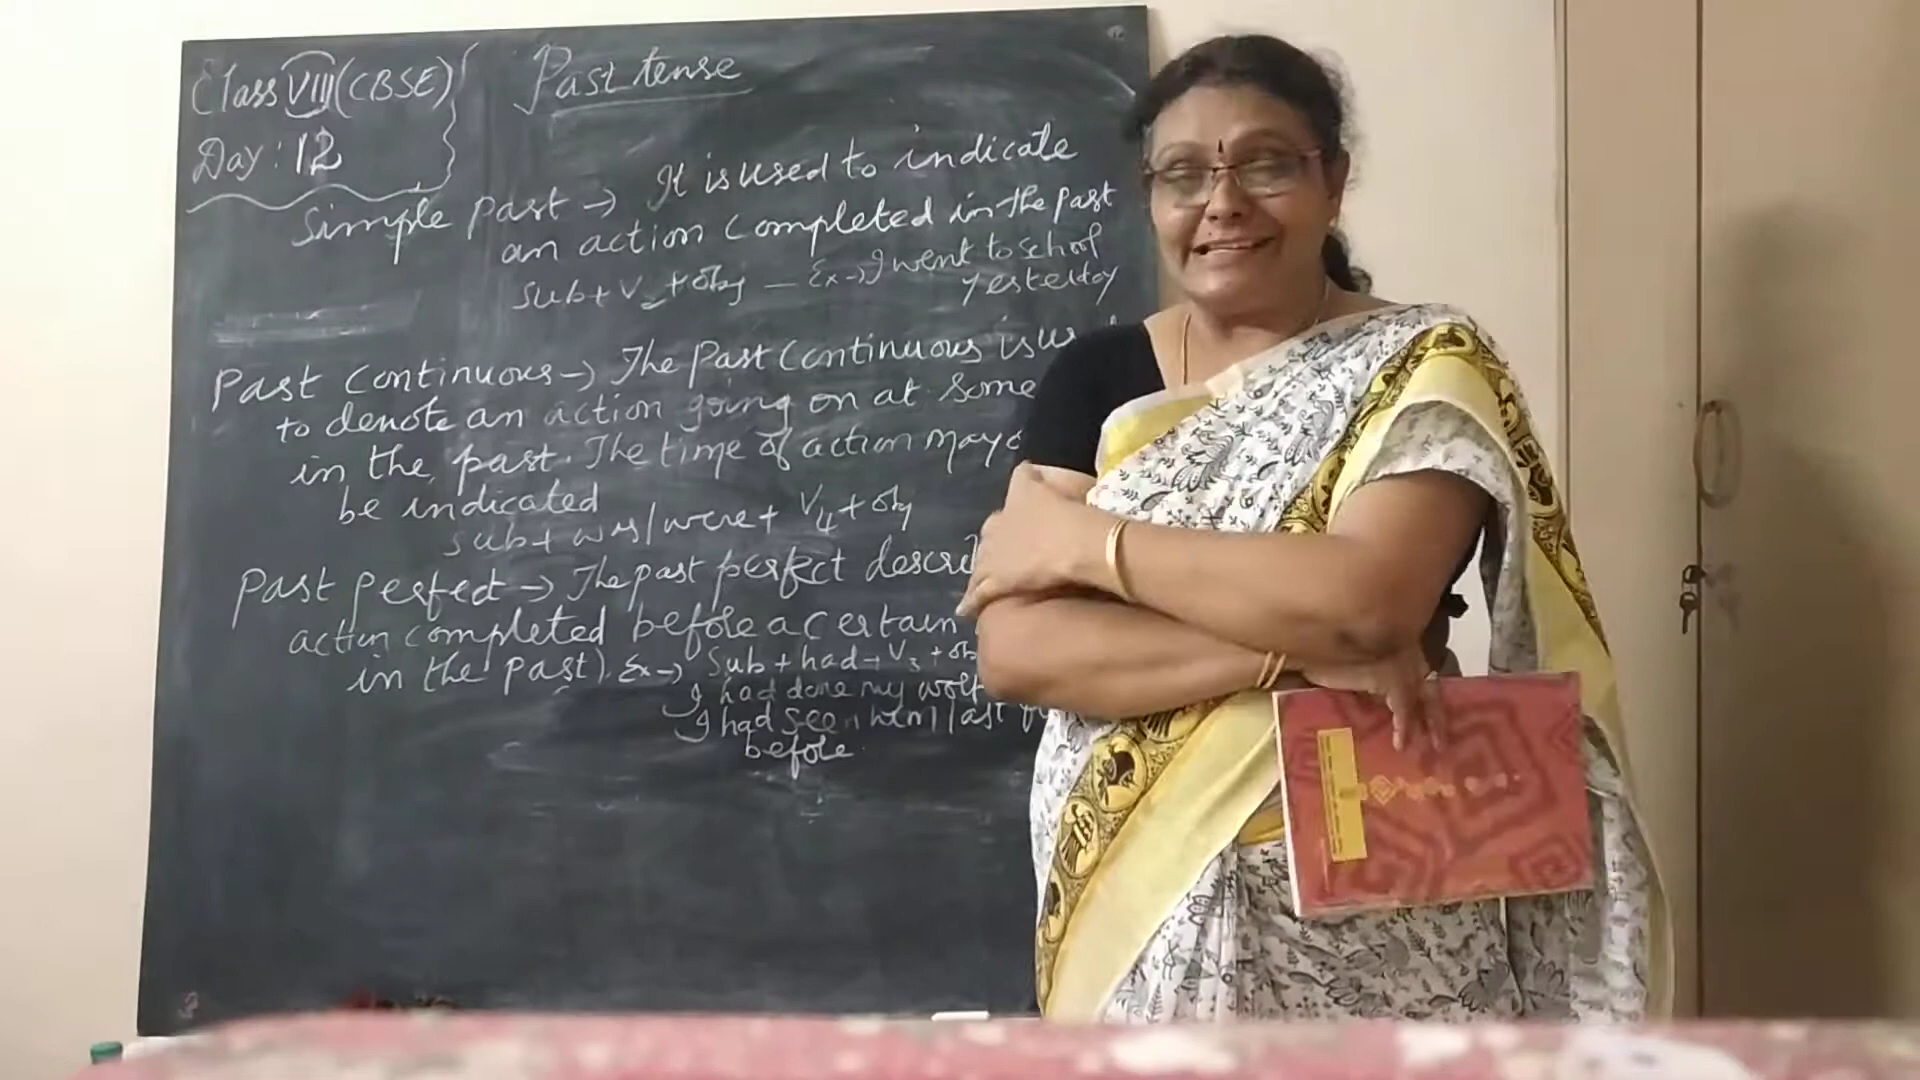 Class VIII (CBSE)
Day: 12
Past tense
Simple past → It is used to indicate
an action completed in the past
Sub + V2 + obj — Ex → I went to school
yesterday
Past Continuous → The Past Continuous is
to denote an action going on at some
in the past. The time of action may
be indicated
Sub + was/were + V4 + obj
Past perfect → The past perfect
action completed before a certain
in the past). Ex → Sub + had + V3 +
I had done my
I had seen him last
before